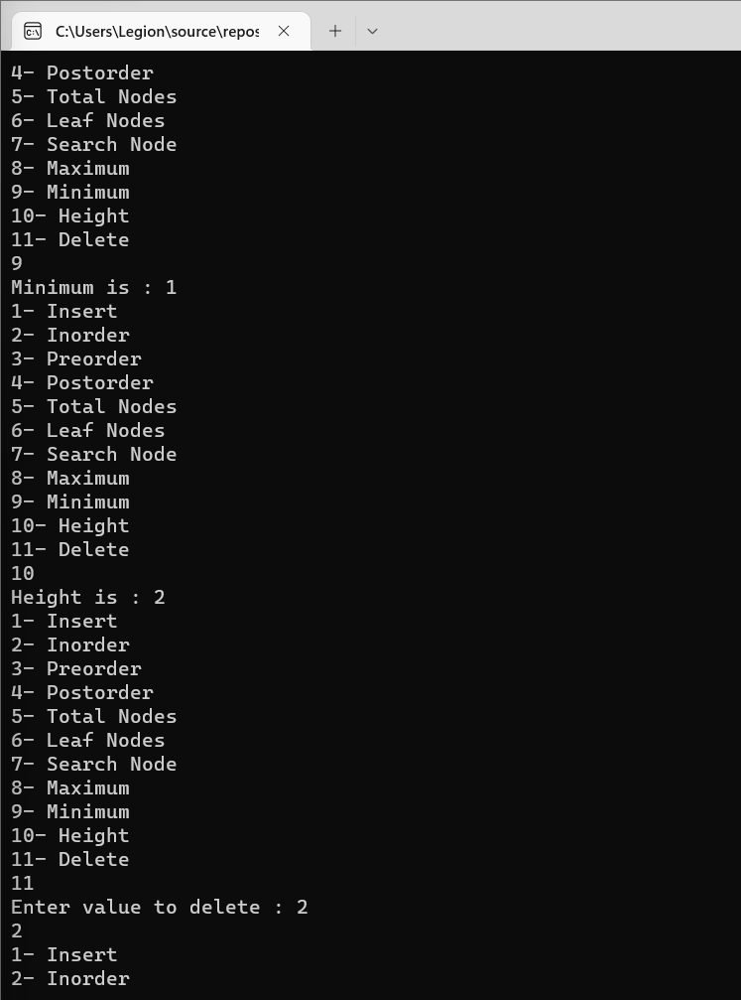 C:\Users\Legion\source\repos
4- Postorder
5- Total Nodes
6- Leaf Nodes
7- Search Node
8- Maximum
9- Minimum
10- Height
11- Delete
9
Minimum is : 1
1- Insert
2- Inorder
3- Preorder
4- Postorder
5- Total Nodes
6- Leaf Nodes
7- Search Node
8- Maximum
9- Minimum
10- Height
11- Delete
10
Height is : 2
1- Insert
2- Inorder
3- Preorder
4- Postorder
5- Total Nodes
6- Leaf Nodes
7- Search Node
8- Maximum
9- Minimum
10- Height
11- Delete
11
Enter value to delete : 2
2
1- Insert
2- Inorder